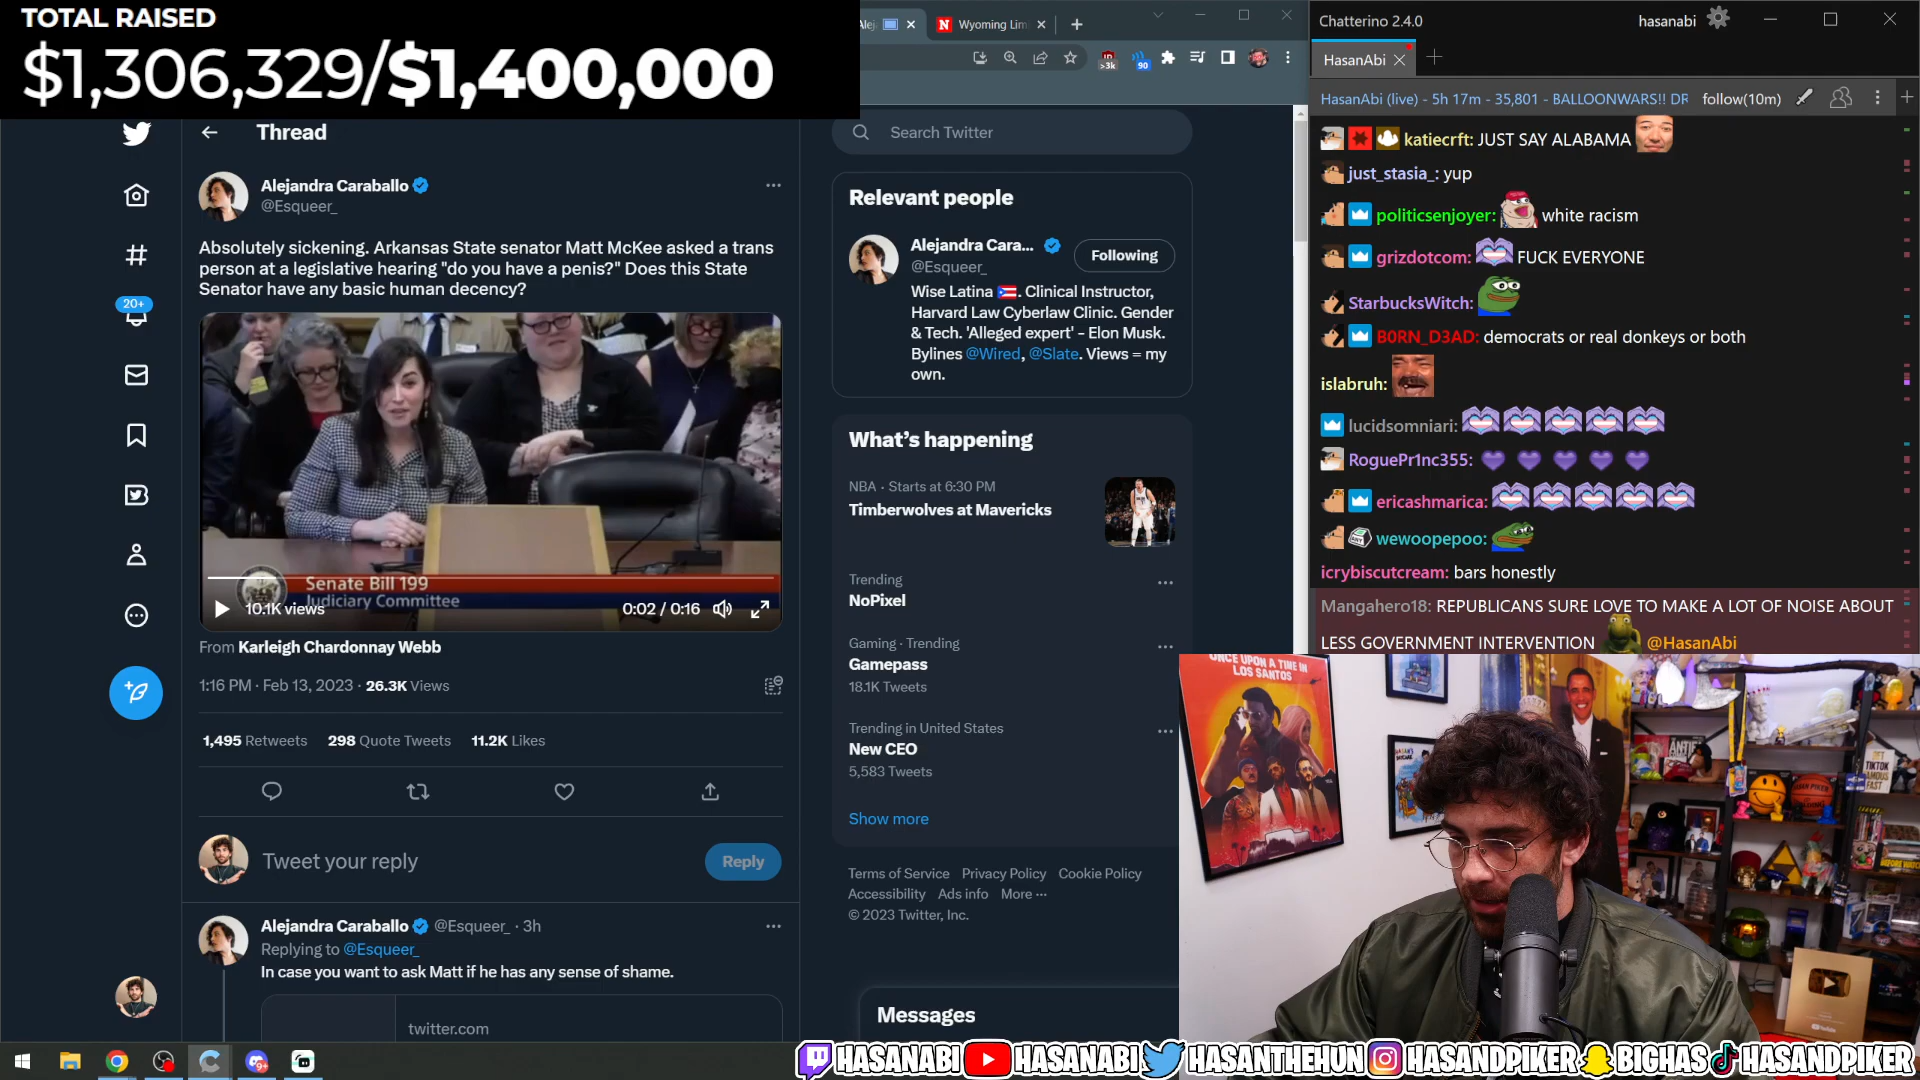 TOTAL RAISED
$1,306,329/$1,400,000
Wyoming Lim
>3k
90
Thread
Alejandra Caraballo
@Esqueer_
Absolutely sickening. Arkansas State senator Matt McKee asked a trans
person at a legislative hearing "do you have a penis?" Does this State
Senator have any basic human decency?
Senate Bill 199
Judiciary Committee
10.1K views
0:02 / 0:16
From Karleigh Chardonnay Webb
1:16 PM · Feb 13, 2023 · 26.3K Views
1,495 Retweets 298 Quote Tweets 11.2K Likes
Tweet your reply
Reply
Alejandra Caraballo @Esqueer_ · 3h
Replying to @Esqueer_
In case you want to ask Matt if he has any sense of shame.
twitter.com
20+
Search Twitter
Relevant people
Alejandra Cara...
@Esqueer_
Following
Wise Latina 🇵🇷. Clinical Instructor,
Harvard Law Cyberlaw Clinic. Gender
& Tech. 'Alleged expert' - Elon Musk.
Bylines @Wired, @Slate. Views = my
own.
What's happening
NBA · Starts at 6:30 PM
Timberwolves at Mavericks
Trending
NoPixel
Gaming · Trending
Gamepass
18.1K Tweets
Trending in United States
New CEO
5,583 Tweets
Show more
Terms of Service Privacy Policy Cookie Policy
Accessibility Ads info More ···
© 2023 Twitter, Inc.
Messages
Chatterino 2.4.0
hasanabi
HasanAbi
HasanAbi (live) - 5h 17m - 35,801 - BALLOONWARS!! DR
follow(10m)
katiecrft: JUST SAY ALABAMA
just_stasia_: yup
politicsenjoyer: white racism
grizdotcom: FUCK EVERYONE
StarbucksWitch:
B0RN_D3AD: democrats or real donkeys or both
islabruh:
lucidsomniari:
RoguePr1nc355: 💜 💜 💜 💜 💜
ericashmarica:
wewoopepoo:
icrybiscutcream: bars honestly
Mangahero18: REPUBLICANS SURE LOVE TO MAKE A LOT OF NOISE ABOUT
LESS GOVERNMENT INTERVENTION @HasanAbi
ONCE UPON A TIME IN
LOS SANTOS
HASANABI HASANABI HASANTHEHUN HASANDPIKER BIGHAS HASANDPIKER